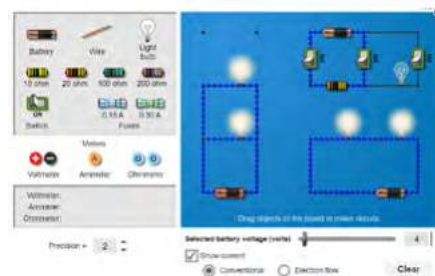 Battery
Wire
Light
bulb
10 ohm
20 ohm
100 ohm
200 ohm
ON
Switch
0.15 A
0.30 A
Fuses
Meters
Voltmeter
Ammeter
Ohmmeter
Voltmeter:
Ammeter:
Ohmmeter:
Precision =
2
Drag objects to the board to make circuits.
Selected battery voltage (volts)
4
Show current
Conventional
Electron flow
Clear